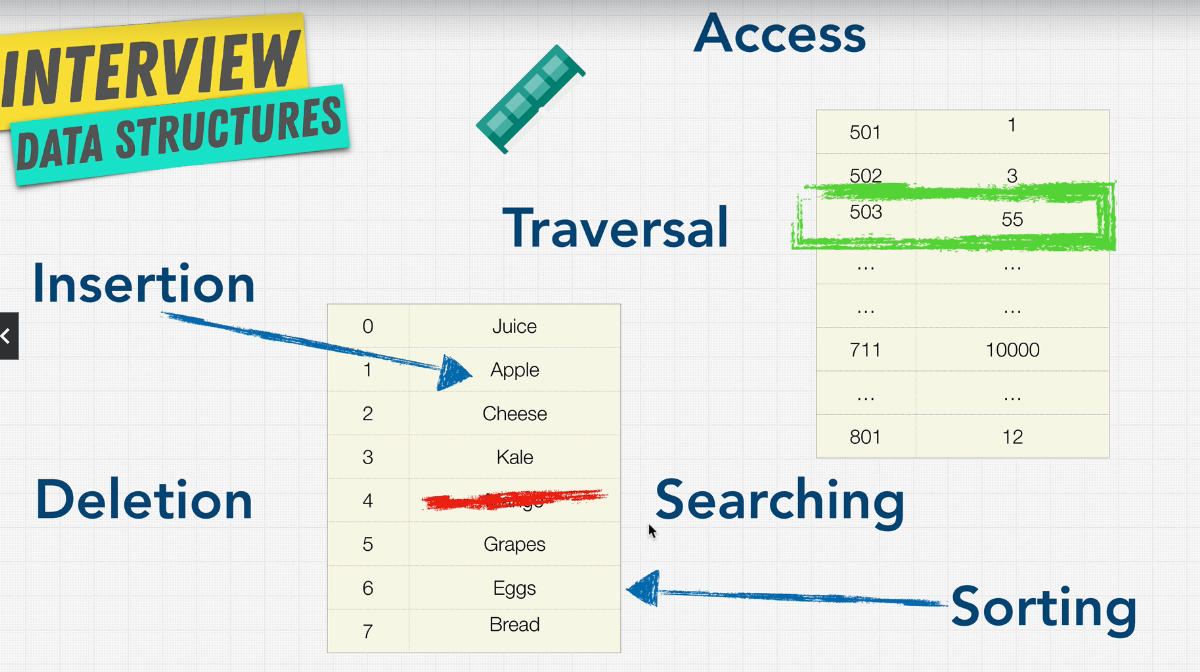 INTERVIEW
DATA STRUCTURES
Access
501 1
502 3
503 55
... ...
... ...
711 10000
... ...
801 12
Traversal
Insertion
0 Juice
1 Apple
2 Cheese
3 Kale
4
5 Grapes
6 Eggs
7 Bread
Deletion
Searching
Sorting